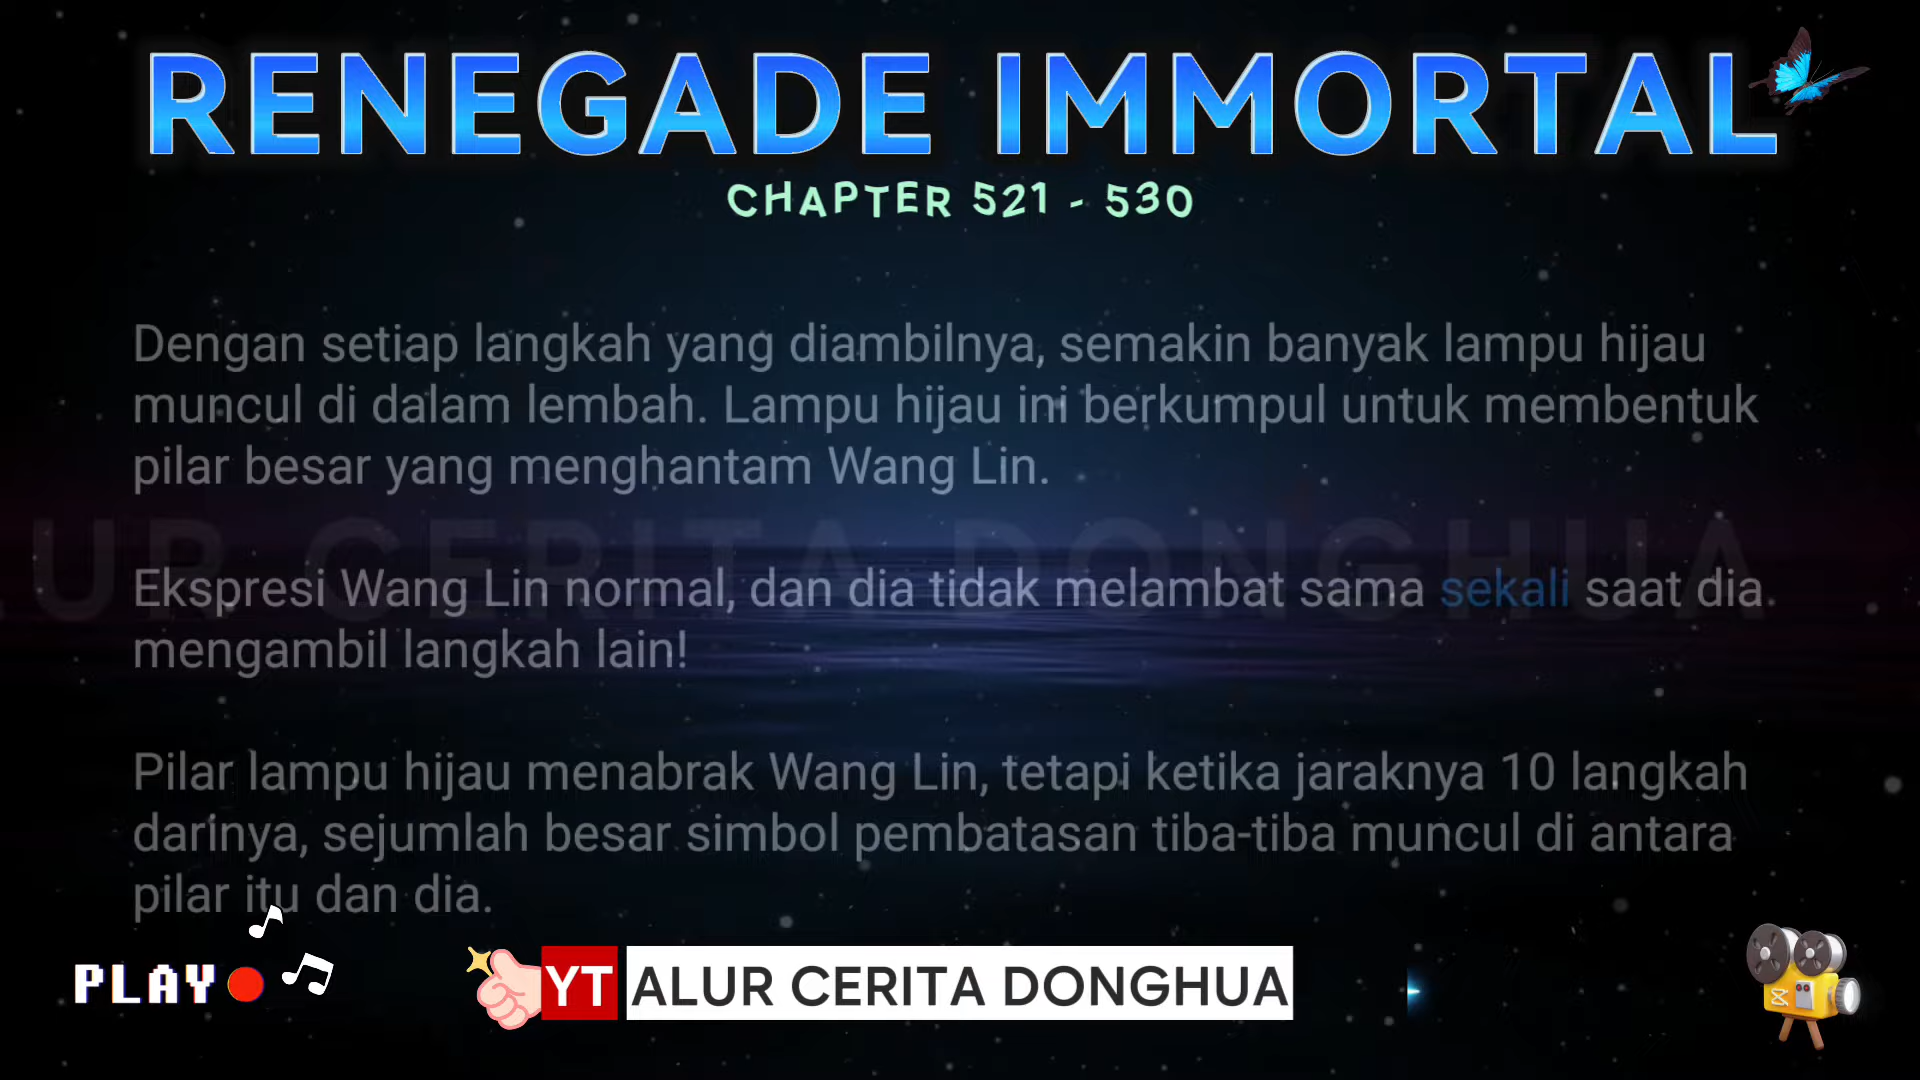 RENEGADE IMMORTAL
CHAPTER 521 - 530
Dengan setiap langkah yang diambilnya, semakin banyak lampu hijau
muncul di dalam lembah. Lampu hijau ini berkumpul untuk membentuk
pilar besar yang menghantam Wang Lin.
LUR CERITA DONGHUA
Ekspresi Wang Lin normal, dan dia tidak melambat sama sekali saat dia
mengambil langkah lain!
Pilar lampu hijau menabrak Wang Lin, tetapi ketika jaraknya 10 langkah
darinya, sejumlah besar simbol pembatasan tiba-tiba muncul di antara
pilar itu dan dia.
PLAY
YT ALUR CERITA DONGHUA